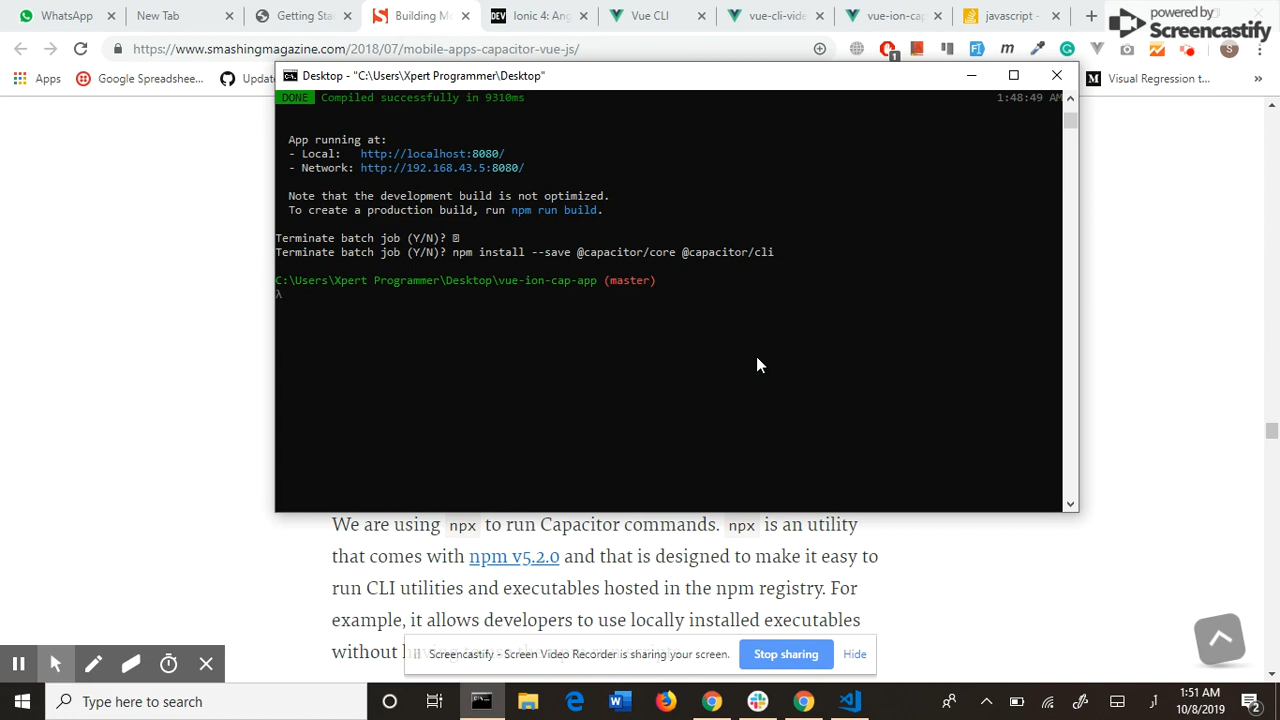 WhatsApp
New Tab
Getting Sta
Building M
Ionic 4: An
Vue CLI
vue-cli-vid
vue-ion-ca
javascript -
powered by
Screencastify
https://www.smashingmagazine.com/2018/07/mobile-apps-capacitor-vue-js/
1
S
Apps
Google Spreadshee...
Updat
Visual Regression t...
Desktop - "C:\Users\Xpert Programmer\Desktop"
DONE Compiled successfully in 9310ms
1:48:49 AM
App running at:
- Local: http://localhost:8080/
- Network: http://192.168.43.5:8080/
Note that the development build is not optimized.
To create a production build, run npm run build.
Terminate batch job (Y/N)?
Terminate batch job (Y/N)? npm install --save @capacitor/core @capacitor/cli
C:\Users\Xpert Programmer\Desktop\vue-ion-cap-app (master)
λ
We are using npx to run Capacitor commands. npx is an utility
that comes with npm v5.2.0 and that is designed to make it easy to
run CLI utilities and executables hosted in the npm registry. For
example, it allows developers to use locally installed executables
without
Screencastify - Screen Video Recorder is sharing your screen.
Stop sharing
Hide
Type here to search
1:51 AM
10/8/2019
2